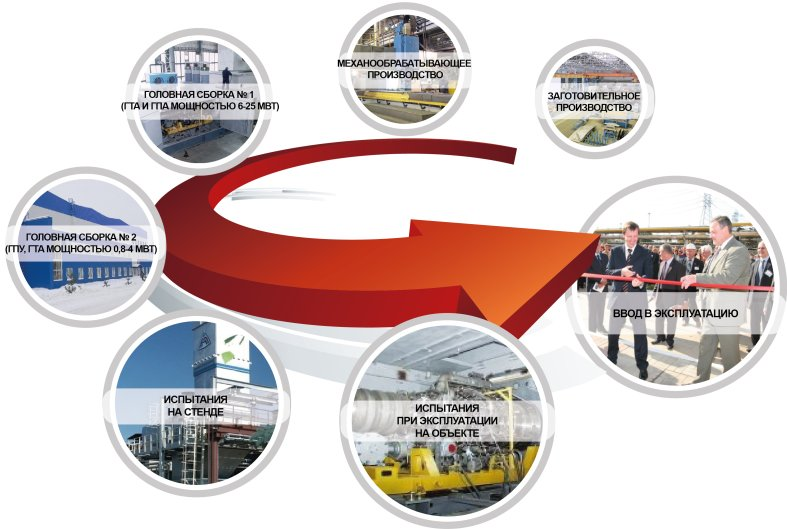 МЕХАНООБРАБАТЫВАЮЩЕЕ
ПРОИЗВОДСТВО
ГОЛОВНАЯ СБОРКА № 1
(ГТА И ГПА МОЩНОСТЬЮ 6-25 МВТ)
ЗАГОТОВИТЕЛЬНОЕ
ПРОИЗВОДСТВО
ГОЛОВНАЯ СБОРКА № 2
(ГПУ, ГТА МОЩНОСТЬЮ 0,8-4 МВТ)
ВВОД В ЭКСПЛУАТАЦИЮ
ИСПЫТАНИЯ
НА СТЕНДЕ
ИСПЫТАНИЯ
ПРИ ЭКСПЛУАТАЦИИ
НА ОБЪЕКТЕ